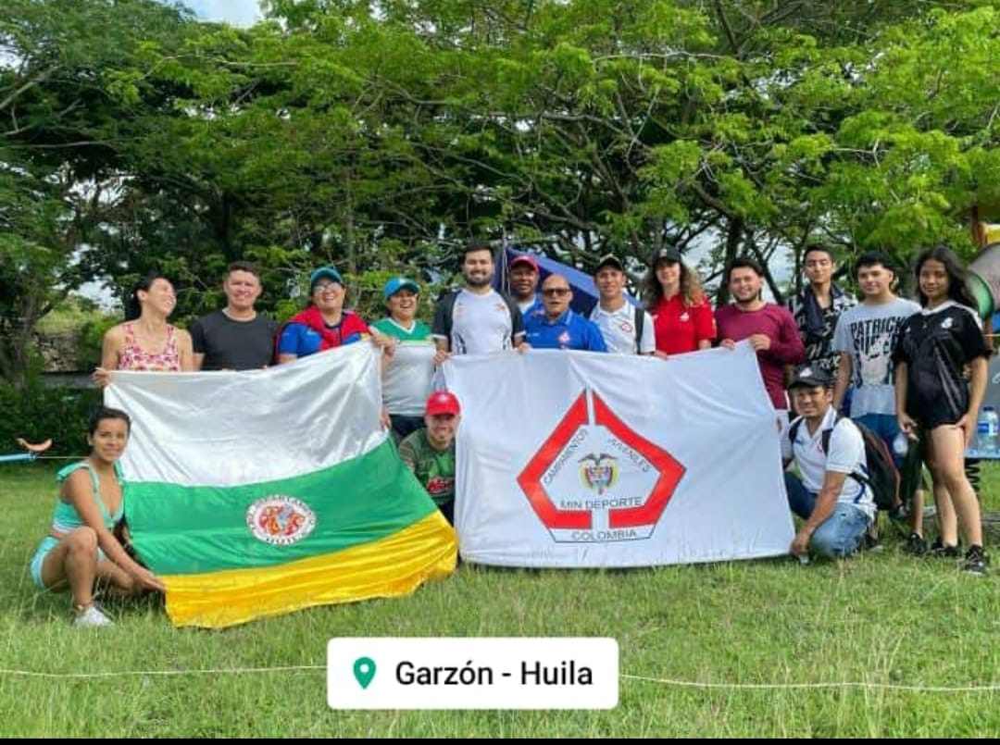 CAMPAMENTOS JUVENILES
MIN DEPORTE
COLOMBIA
PATRICK
Garzón - Huila